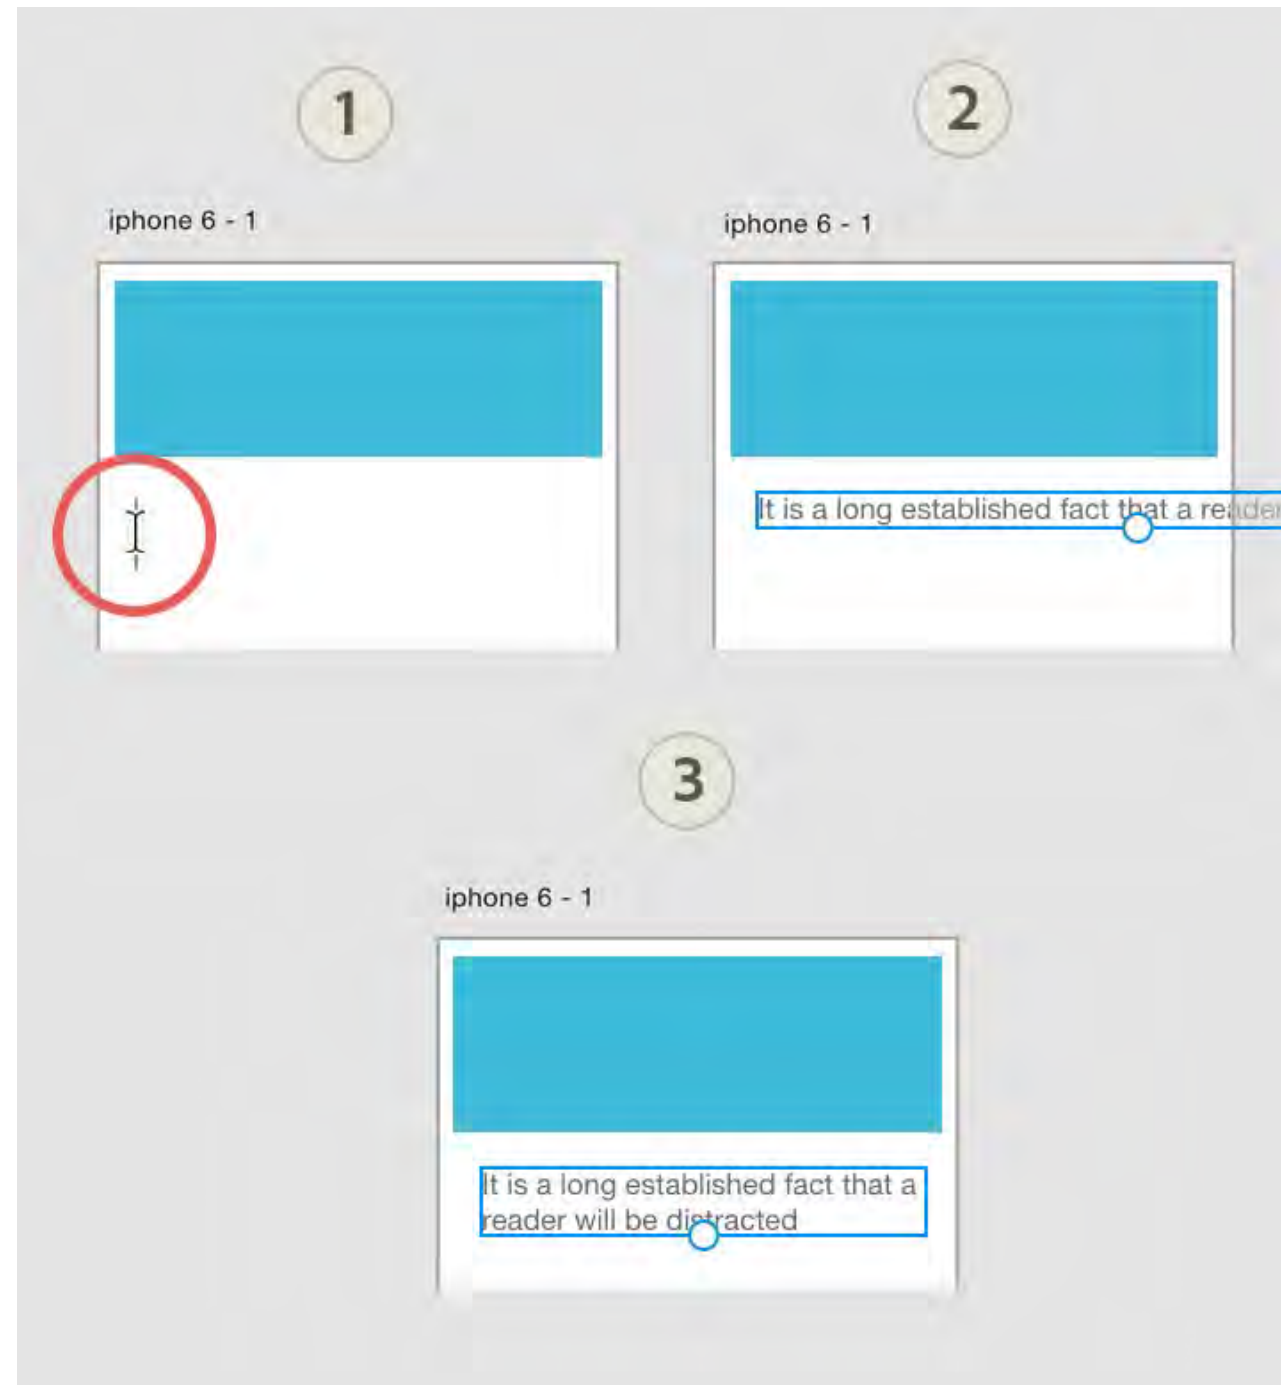 1
2
iphone 6 - 1
iphone 6 - 1
It is a long established fact that a reader
3
iphone 6 - 1
It is a long established fact that a
reader will be distracted